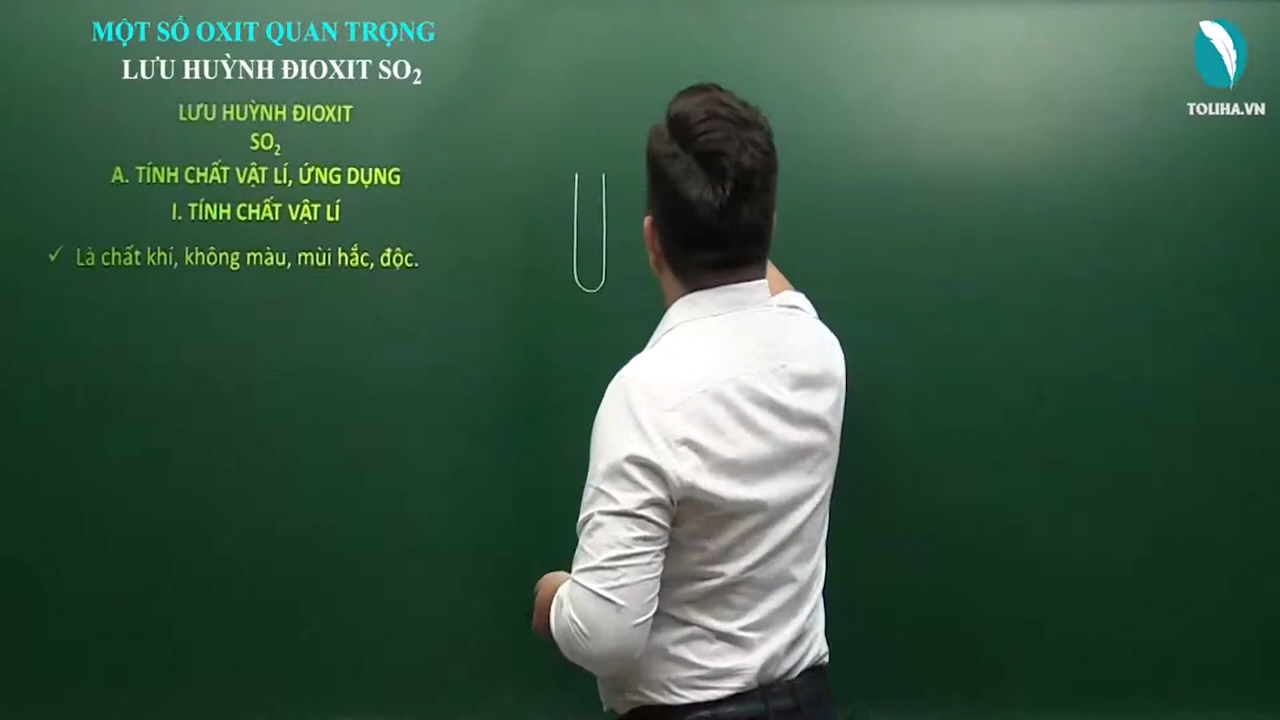 MỘT SỐ OXIT QUAN TRỌNG
LƯU HUỲNH ĐIOXIT SO₂
LƯU HUỲNH ĐIOXIT
SO₂
A. TÍNH CHẤT VẬT LÍ, ỨNG DỤNG
I. TÍNH CHẤT VẬT LÍ
✓ Là chất khí, không màu, mùi hắc, độc.
TOLIHA.VN